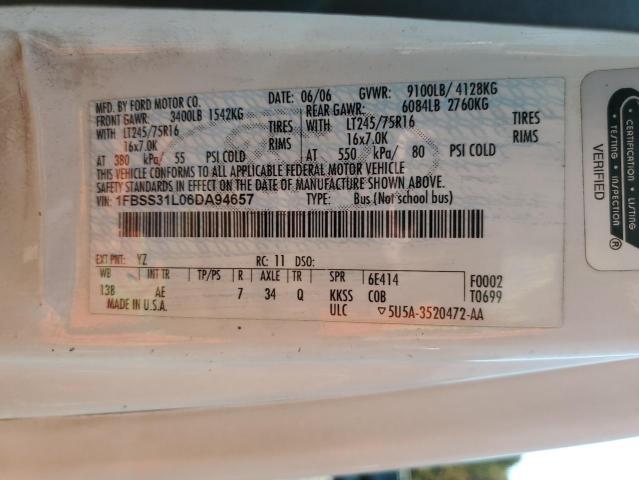 MFD. BY FORD MOTOR CO.
DATE: 06/06 GVWR: 9100LB/ 4128KG
FRONT GAWR: 3400LB 1542KG
REAR GAWR: 6084LB 2760KG
WITH LT245/75R16 TIRES
WITH LT245/75R16 TIRES
16x7.0K RIMS
16x7.0K RIMS
AT 380 kPa/ 55 PSI COLD
AT 550 kPa/ 80 PSI COLD
THIS VEHICLE CONFORMS TO ALL APPLICABLE FEDERAL MOTOR VEHICLE
SAFETY STANDARDS IN EFFECT ON THE DATE OF MANUFACTURE SHOWN ABOVE.
VIN: 1FBSS31L06DA94657 TYPE: Bus (Not school bus)
EXT PNT: YZ RC: 11 DSO:
WB INT TR TP/PS R AXLE TR SPR 6E414 F0002
138 AE 7 34 Q KKSS COB T0699
MADE IN U.S.A. ULC ▽5U5A-3520472-AA
VERIFIED
• TESTING • INSPECTION
• CERTIFICATION • LISTING